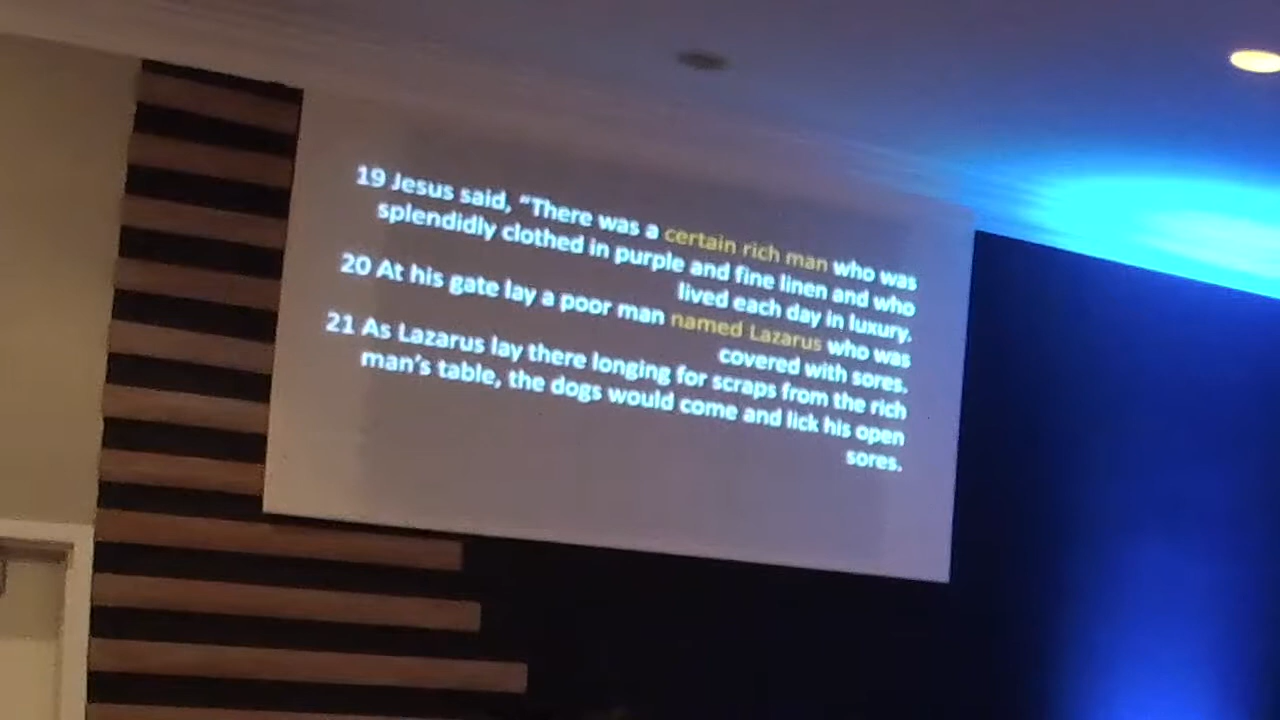 19 Jesus said, “There was a certain rich man who was
splendidly clothed in purple and fine linen and who
lived each day in luxury.
20 At his gate lay a poor man named Lazarus who was
covered with sores.
21 As Lazarus lay there longing for scraps from the rich
man’s table, the dogs would come and lick his open
sores.